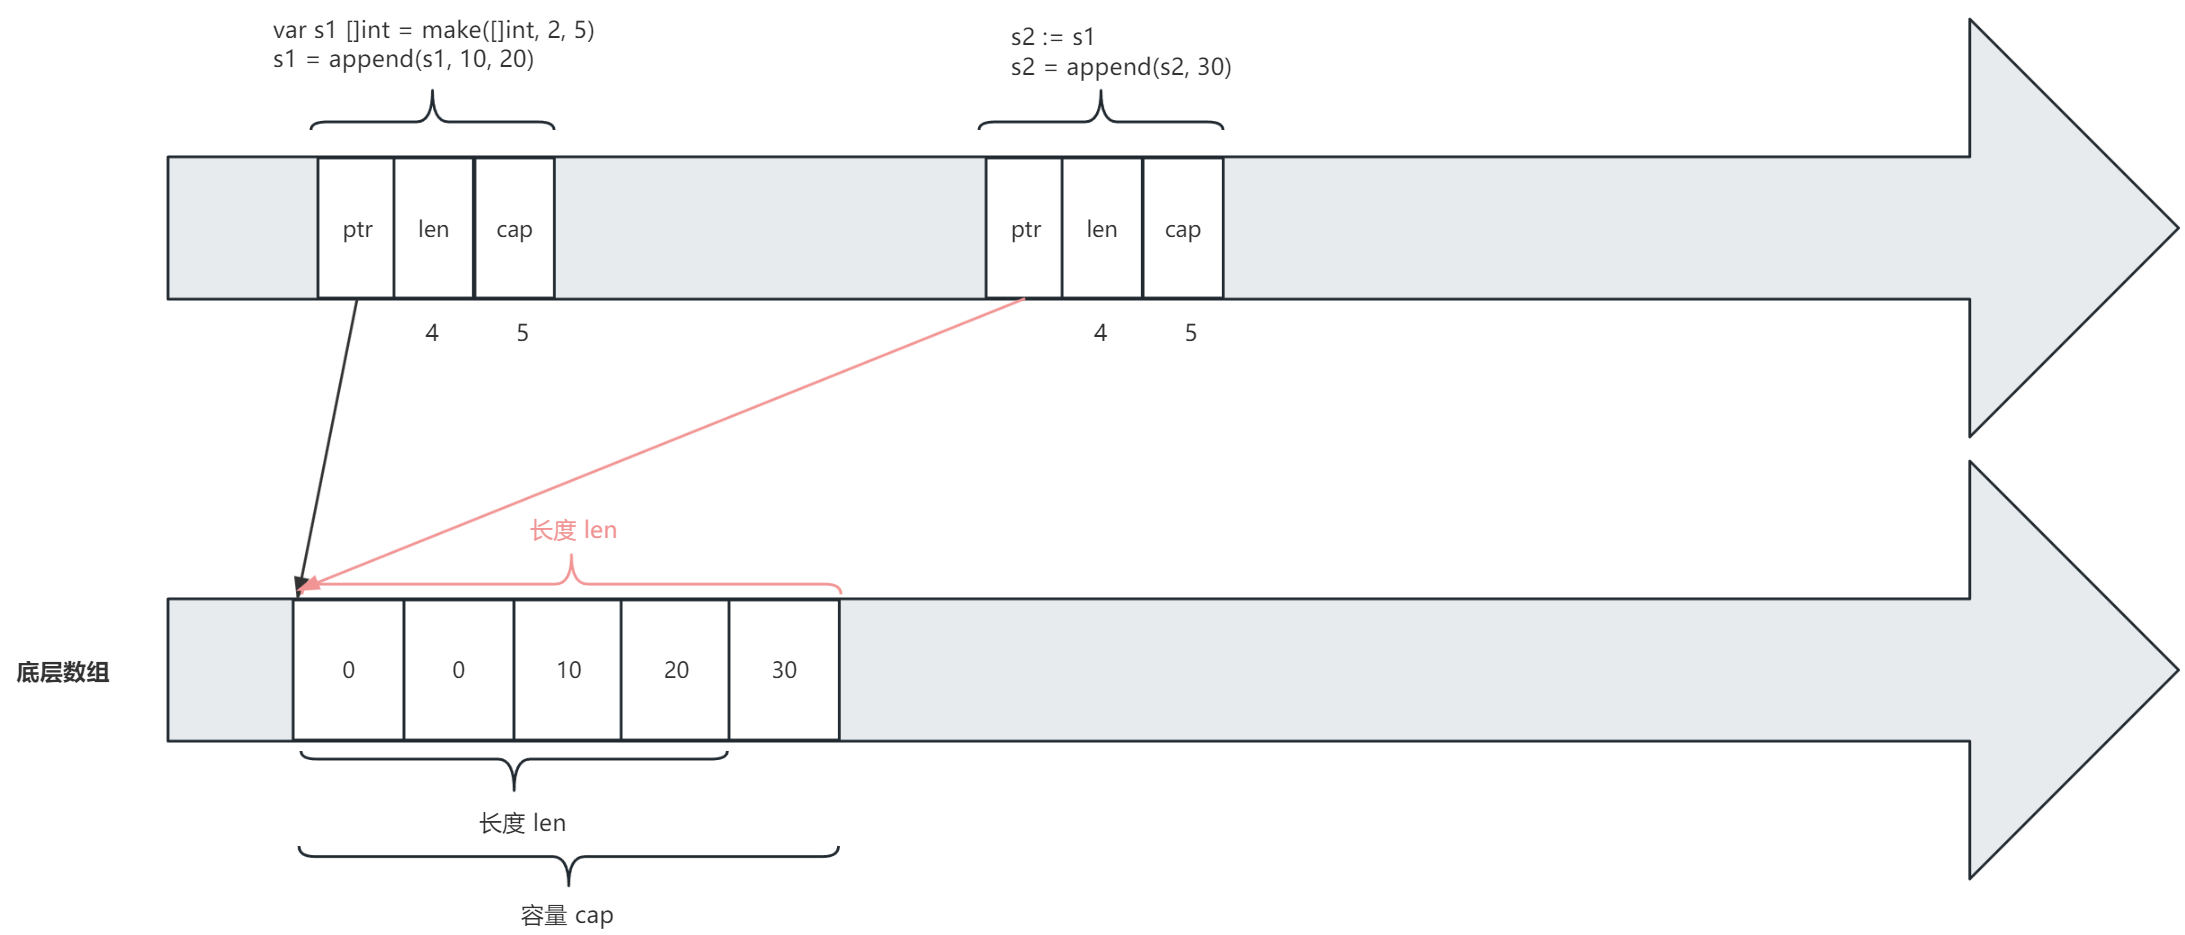 var s1 []int = make([]int, 2, 5)
s1 = append(s1, 10, 20)
s2 := s1
s2 = append(s2, 30)
ptr len cap
ptr len cap
4 5
4 5
长度 len
底层数组
0 0 10 20 30
长度 len
容量 cap